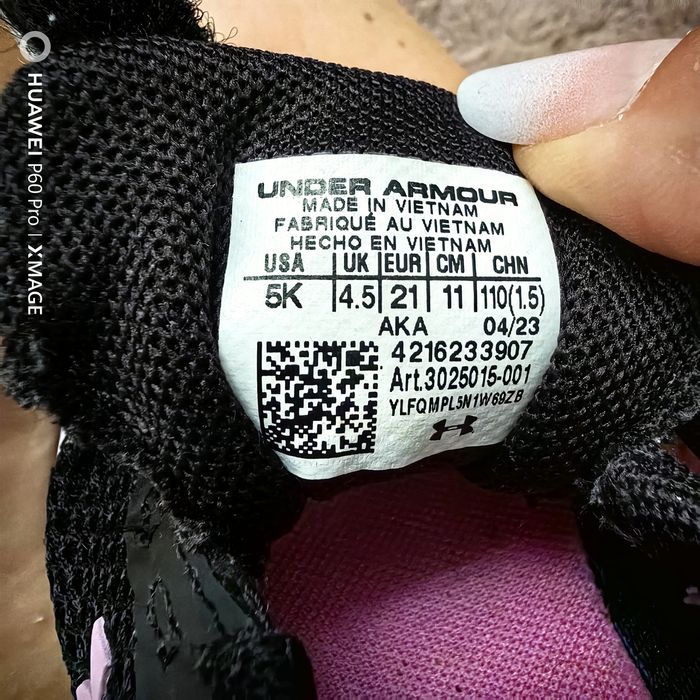 HUAWEI P60 Pro | XMAGE
UNDER ARMOUR
MADE IN VIETNAM
FABRIQUÉ AU VIETNAM
HECHO EN VIETNAM
USA UK EUR CM CHN
5K 4.5 21 11 110(1.5)
AKA 04/23
4216233907
Art.3025015-001
YLFQMPL5N1W69ZB